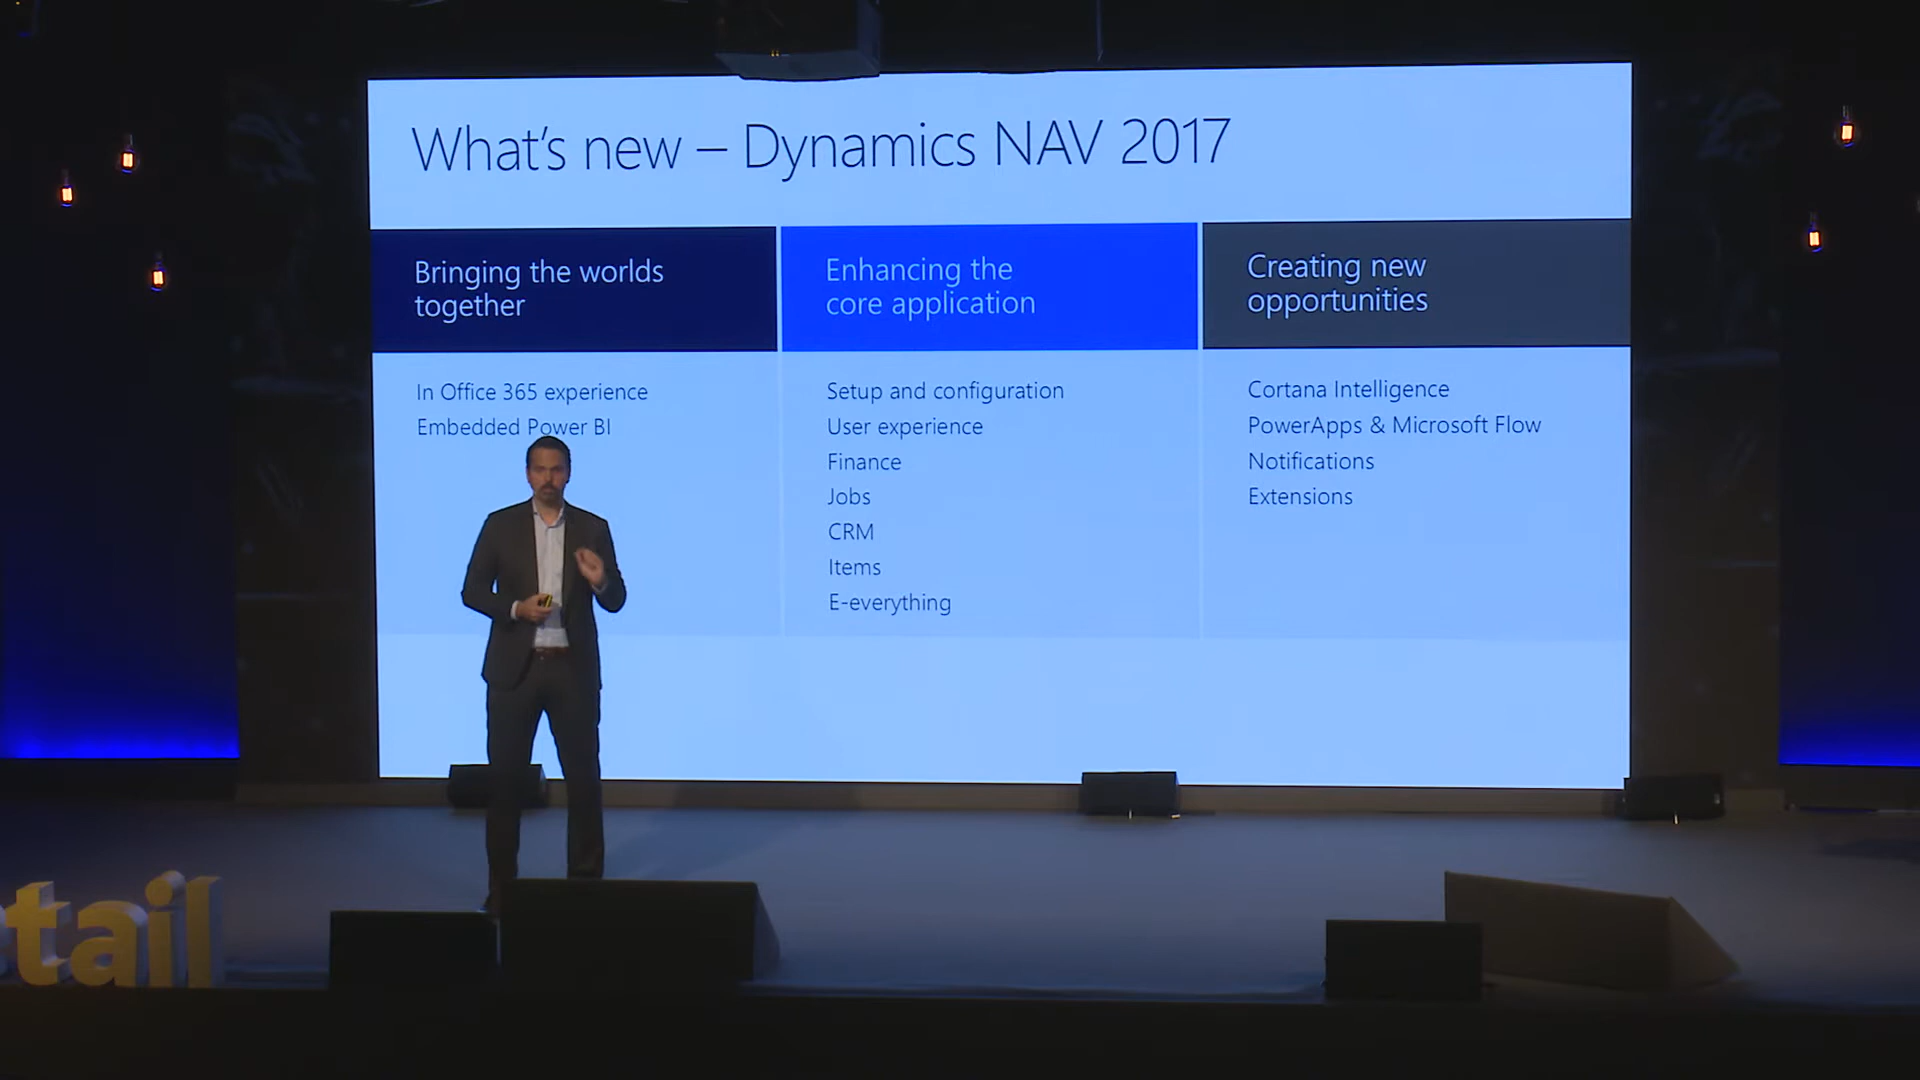 What's new – Dynamics NAV 2017
Bringing the worlds
together
In Office 365 experience
Embedded Power BI
Enhancing the
core application
Setup and configuration
User experience
Finance
Jobs
CRM
Items
E-everything
Creating new
opportunities
Cortana Intelligence
PowerApps & Microsoft Flow
Notifications
Extensions
tail